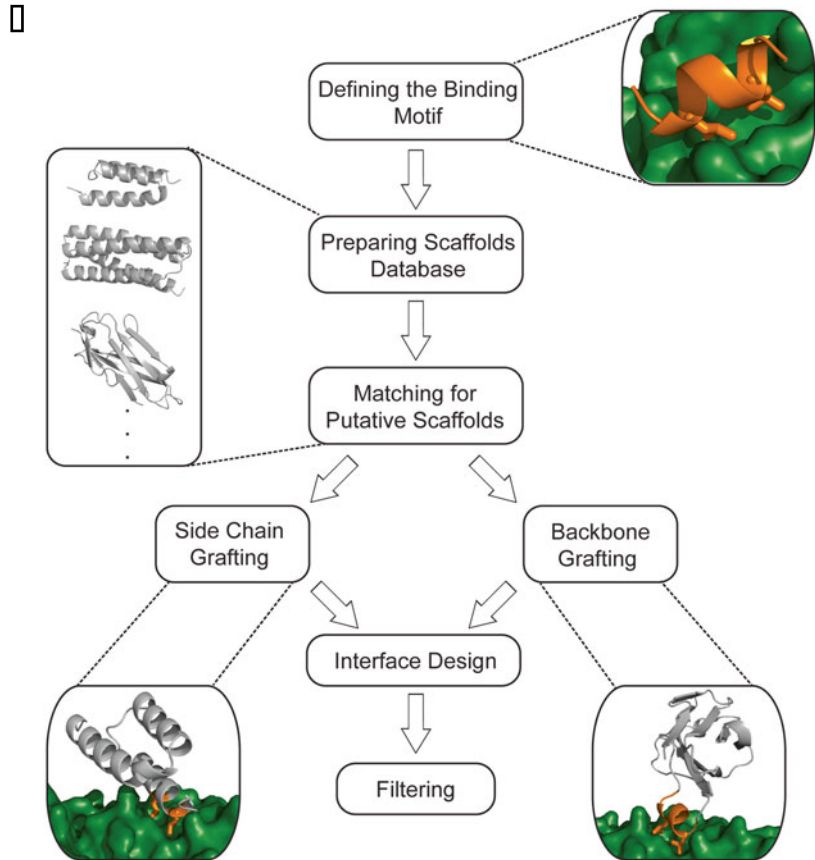 Defining the Binding
Motif
Preparing Scaffolds
Database
Matching for
Putative Scaffolds
Side Chain
Grafting
Backbone
Grafting
Interface Design
Filtering